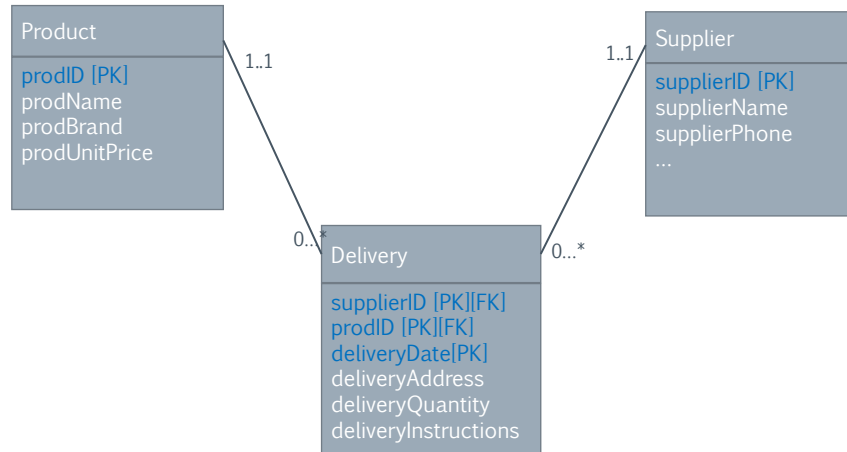 Product
prodID [PK]
prodName
prodBrand
prodUnitPrice
1..1
1..1
Supplier
supplierID [PK]
supplierName
supplierPhone
...
0...*
0...*
Delivery
supplierID [PK][FK]
prodID [PK][FK]
deliveryDate[PK]
deliveryAddress
deliveryQuantity
deliveryInstructions